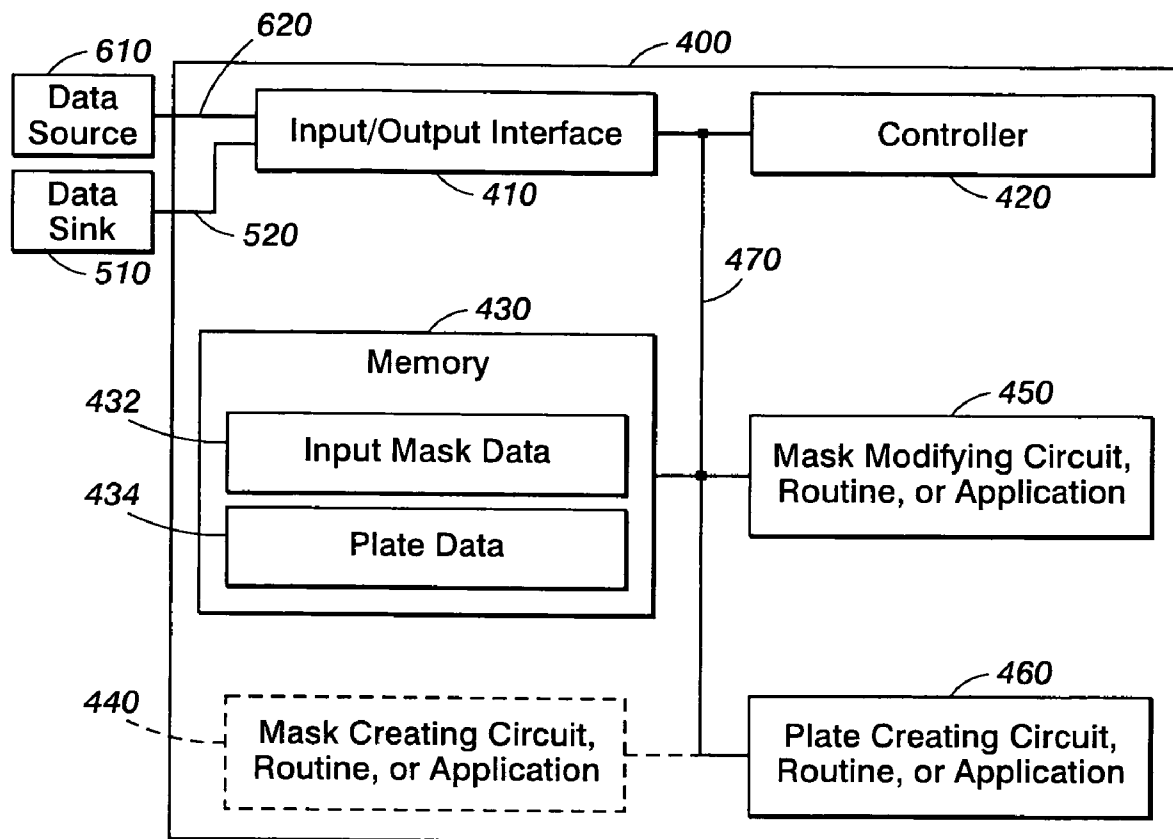 610
620
400
Data
Source
Input/Output Interface
Controller
410
420
Data
Sink
520
510
470
430
Memory
432
Input Mask Data
450
Mask Modifying Circuit,
Routine, or Application
434
Plate Data
440
Mask Creating Circuit,
Routine, or Application
460
Plate Creating Circuit,
Routine, or Application